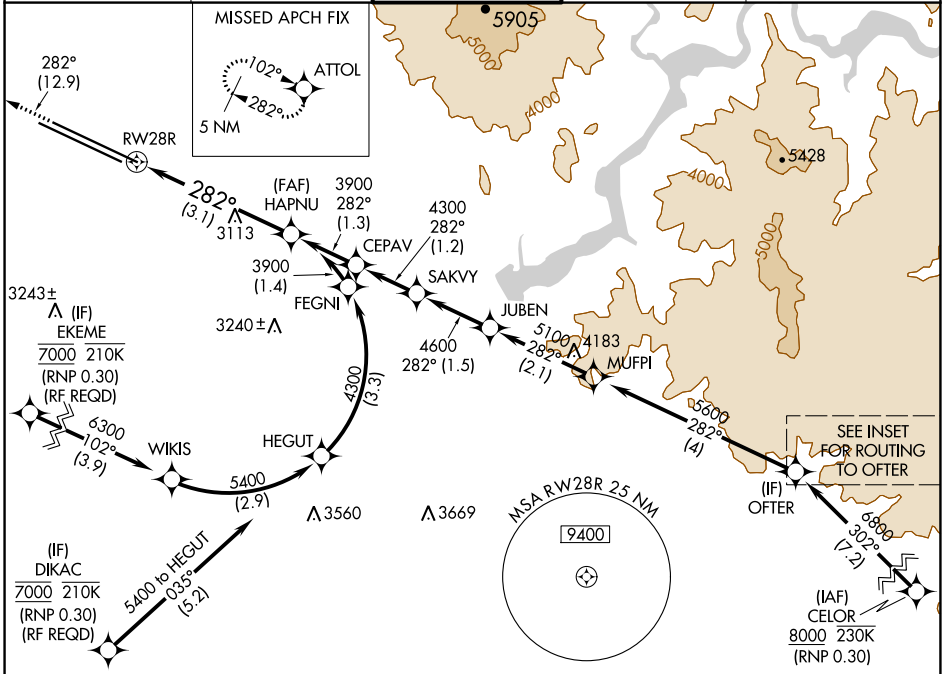 MISSED APCH FIX
102°
ATTOL
282°
5 NM
5905
5000
4000
282°
(12.9)
RW28R
5428
4000
5000
282°
(3.1)
3113
(FAF)
HAPNU
3900
282°
(1.3)
CEPAV
4300
282°
(1.2)
SAKVY
3900
(1.4)
FEGNI
JUBEN
4600
282° (1.5)
5100
282°
(2.1)
4183
MUFPI
3243±
(IF)
EKEME
7000 210K
(RNP 0.30)
(RF REQD)
3240±
4300
(3.3)
5600
282°
(4)
SEE INSET
FOR ROUTING
TO OFTER
6300
102°
(3.9)
WIKIS
HEGUT
5400
(2.9)
(IF)
OFTER
3560
3669
MSA RW28R 25 NM
9400
6800
302°
(7.2)
(IF)
DIKAC
7000 210K
(RNP 0.30)
(RF REQD)
5400 to HEGUT
035°
(5.2)
(IAF)
CELOR
8000 230K
(RNP 0.30)